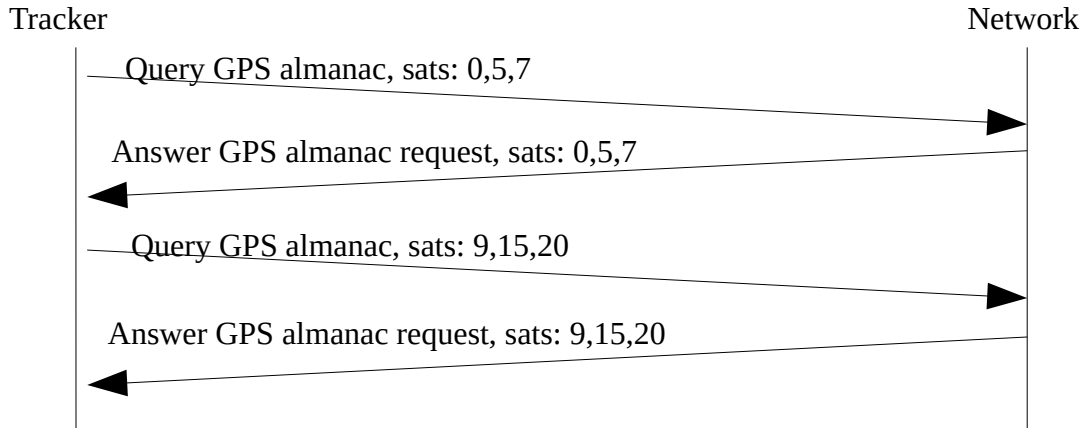 Tracker
Network
Query GPS almanac, sats: 0,5,7
Answer GPS almanac request, sats: 0,5,7
Query GPS almanac, sats: 9,15,20
Answer GPS almanac request, sats: 9,15,20